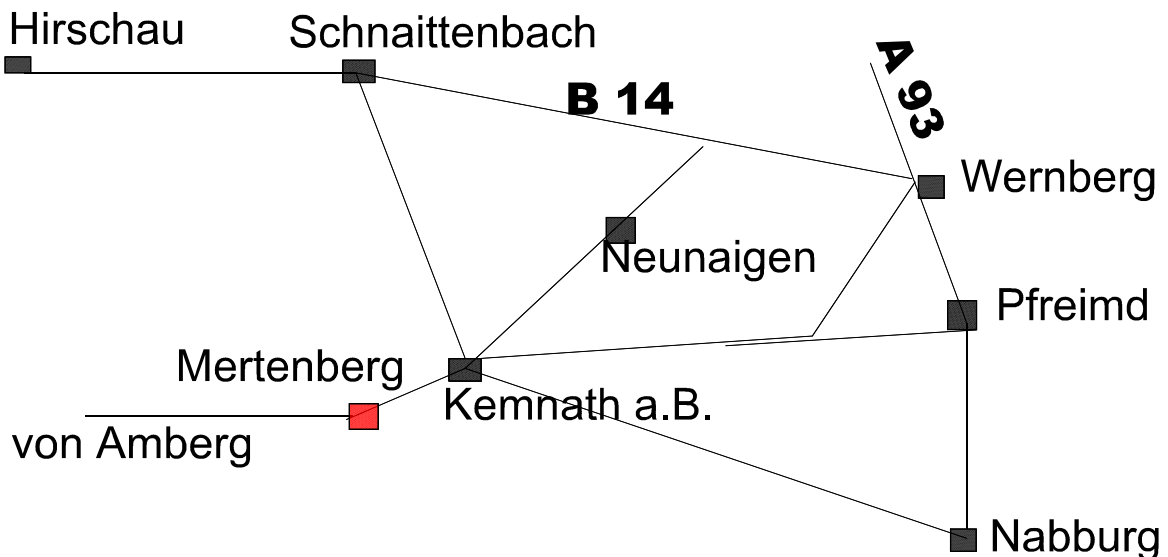 Hirschau
Schnaittenbach
B 14
A 93
Wernberg
Neunaigen
Pfreimd
Mertenberg
Kemnath a.B.
von Amberg
Nabburg